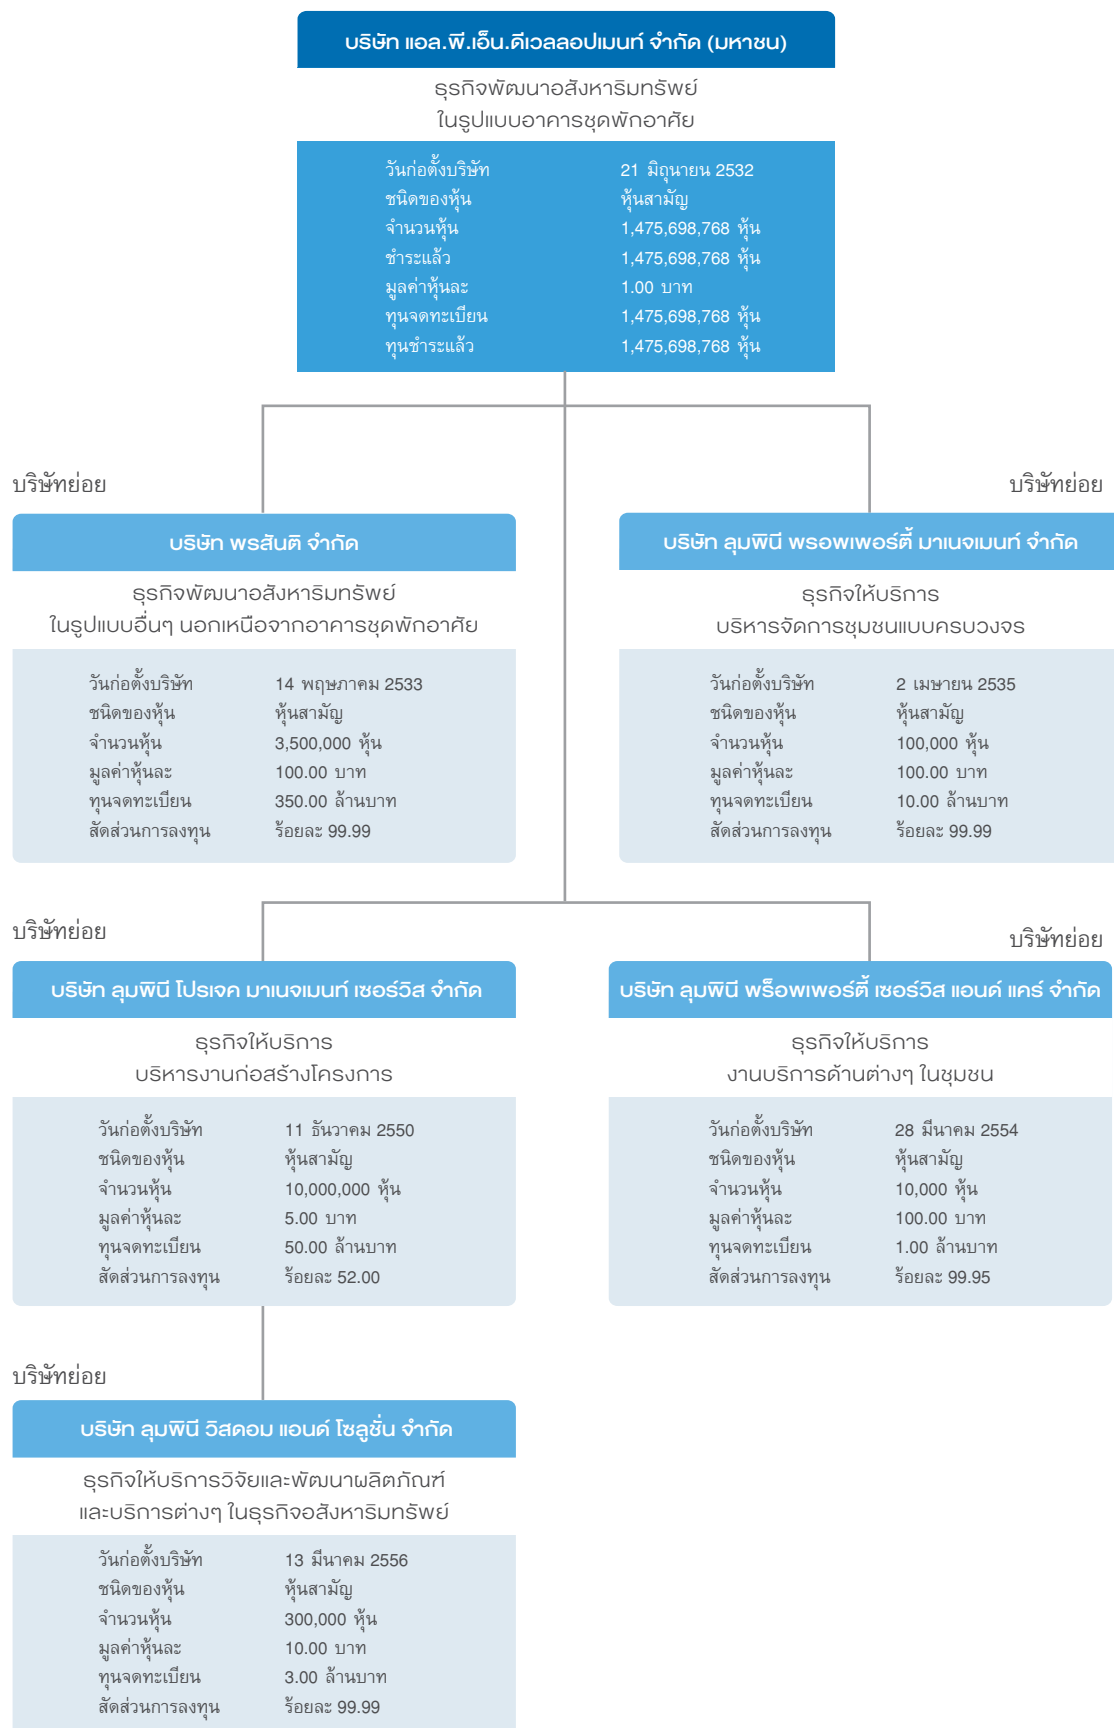 บริษัท แอล.พี.เอ็น.ดีเวลลอปเมนท์ จำกัด (มหาชน)
ธุรกิจพัฒนาอสังหาริมทรัพย์
ในรูปแบบอาคารชุดพักอาศัย
วันก่อตั้งบริษัท 21 มิถุนายน 2532
ชนิดของหุ้น หุ้นสามัญ
จำนวนหุ้น 1,475,698,768 หุ้น
ชำระแล้ว 1,475,698,768 หุ้น
มูลค่าหุ้นละ 1.00 บาท
ทุนจดทะเบียน 1,475,698,768 หุ้น
ทุนชำระแล้ว 1,475,698,768 หุ้น
บริษัทย่อย
บริษัท พรสันติ จำกัด
ธุรกิจพัฒนาอสังหาริมทรัพย์
ในรูปแบบอื่นๆ นอกเหนือจากอาคารชุดพักอาศัย
วันก่อตั้งบริษัท 14 พฤษภาคม 2533
ชนิดของหุ้น หุ้นสามัญ
จำนวนหุ้น 3,500,000 หุ้น
มูลค่าหุ้นละ 100.00 บาท
ทุนจดทะเบียน 350.00 ล้านบาท
สัดส่วนการลงทุน ร้อยละ 99.99
บริษัทย่อย
บริษัท ลุมพินี พรอพเพอร์ตี้ มาเนจเมนท์ จำกัด
ธุรกิจให้บริการ
บริหารจัดการชุมชนแบบครบวงจร
วันก่อตั้งบริษัท 2 เมษายน 2535
ชนิดของหุ้น หุ้นสามัญ
จำนวนหุ้น 100,000 หุ้น
มูลค่าหุ้นละ 100.00 บาท
ทุนจดทะเบียน 10.00 ล้านบาท
สัดส่วนการลงทุน ร้อยละ 99.99
บริษัทย่อย
บริษัท ลุมพินี โปรเจค มาเนจเมนท์ เซอร์วิส จำกัด
ธุรกิจให้บริการ
บริหารงานก่อสร้างโครงการ
วันก่อตั้งบริษัท 11 ธันวาคม 2550
ชนิดของหุ้น หุ้นสามัญ
จำนวนหุ้น 10,000,000 หุ้น
มูลค่าหุ้นละ 5.00 บาท
ทุนจดทะเบียน 50.00 ล้านบาท
สัดส่วนการลงทุน ร้อยละ 52.00
บริษัทย่อย
บริษัท ลุมพินี พร็อพเพอร์ตี้ เซอร์วิส แอนด์ แคร์ จำกัด
ธุรกิจให้บริการ
งานบริการด้านต่างๆ ในชุมชน
วันก่อตั้งบริษัท 28 มีนาคม 2554
ชนิดของหุ้น หุ้นสามัญ
จำนวนหุ้น 10,000 หุ้น
มูลค่าหุ้นละ 100.00 บาท
ทุนจดทะเบียน 1.00 ล้านบาท
สัดส่วนการลงทุน ร้อยละ 99.95
บริษัทย่อย
บริษัท ลุมพินี วิสดอม แอนด์ โซลูชั่น จำกัด
ธุรกิจให้บริการวิจัยและพัฒนาผลิตภัณฑ์
และบริการต่างๆ ในธุรกิจอสังหาริมทรัพย์
วันก่อตั้งบริษัท 13 มีนาคม 2556
ชนิดของหุ้น หุ้นสามัญ
จำนวนหุ้น 300,000 หุ้น
มูลค่าหุ้นละ 10.00 บาท
ทุนจดทะเบียน 3.00 ล้านบาท
สัดส่วนการลงทุน ร้อยละ 99.99